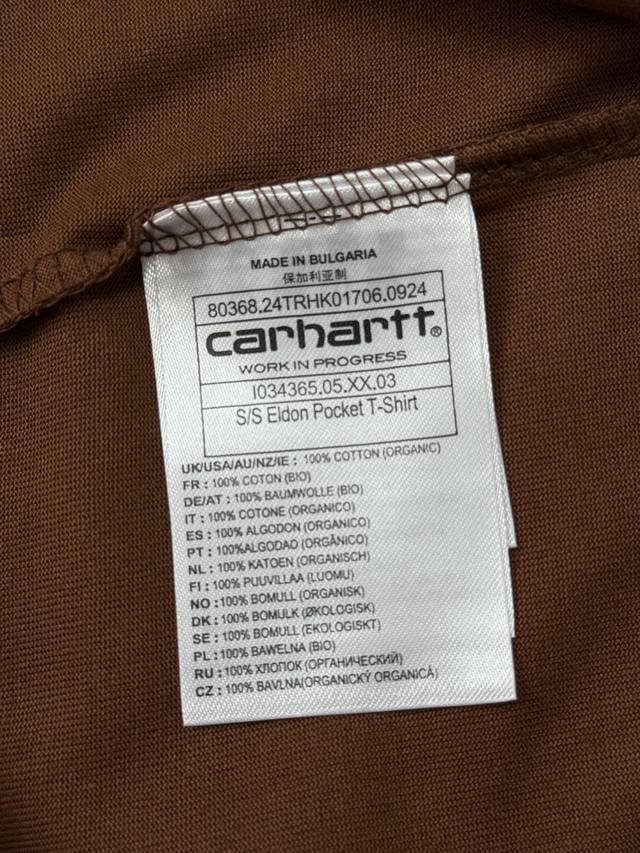 MADE IN BULGARIA
保加利亚制
80368.24TRHK01706.0924
carhartt®
WORK IN PROGRESS
I034365.05.XX.03
S/S Eldon Pocket T-Shirt
UK/USA/AU/NZ/IE : 100% COTTON (ORGANIC)
FR : 100% COTON (BIO)
DE/AT : 100% BAUMWOLLE (BIO)
IT : 100% COTONE (ORGANICO)
ES : 100% ALGODON (ORGANICO)
PT : 100%ALGODAO (ORGÂNICO)
NL : 100% KATOEN (ORGANISCH)
FI : 100% PUUVILLAA (LUOMU)
NO : 100% BOMULL (ORGANISK)
DK : 100% BOMULK (ØKOLOGISK)
SE : 100% BOMULL (EKOLOGISKT)
PL : 100% BAWELNA (BIO)
RU : 100% ХЛОПОК (ОРГАНИЧЕСКИЙ)
CZ : 100% BAVLNA(ORGANICKÝ ORGANICÁ)